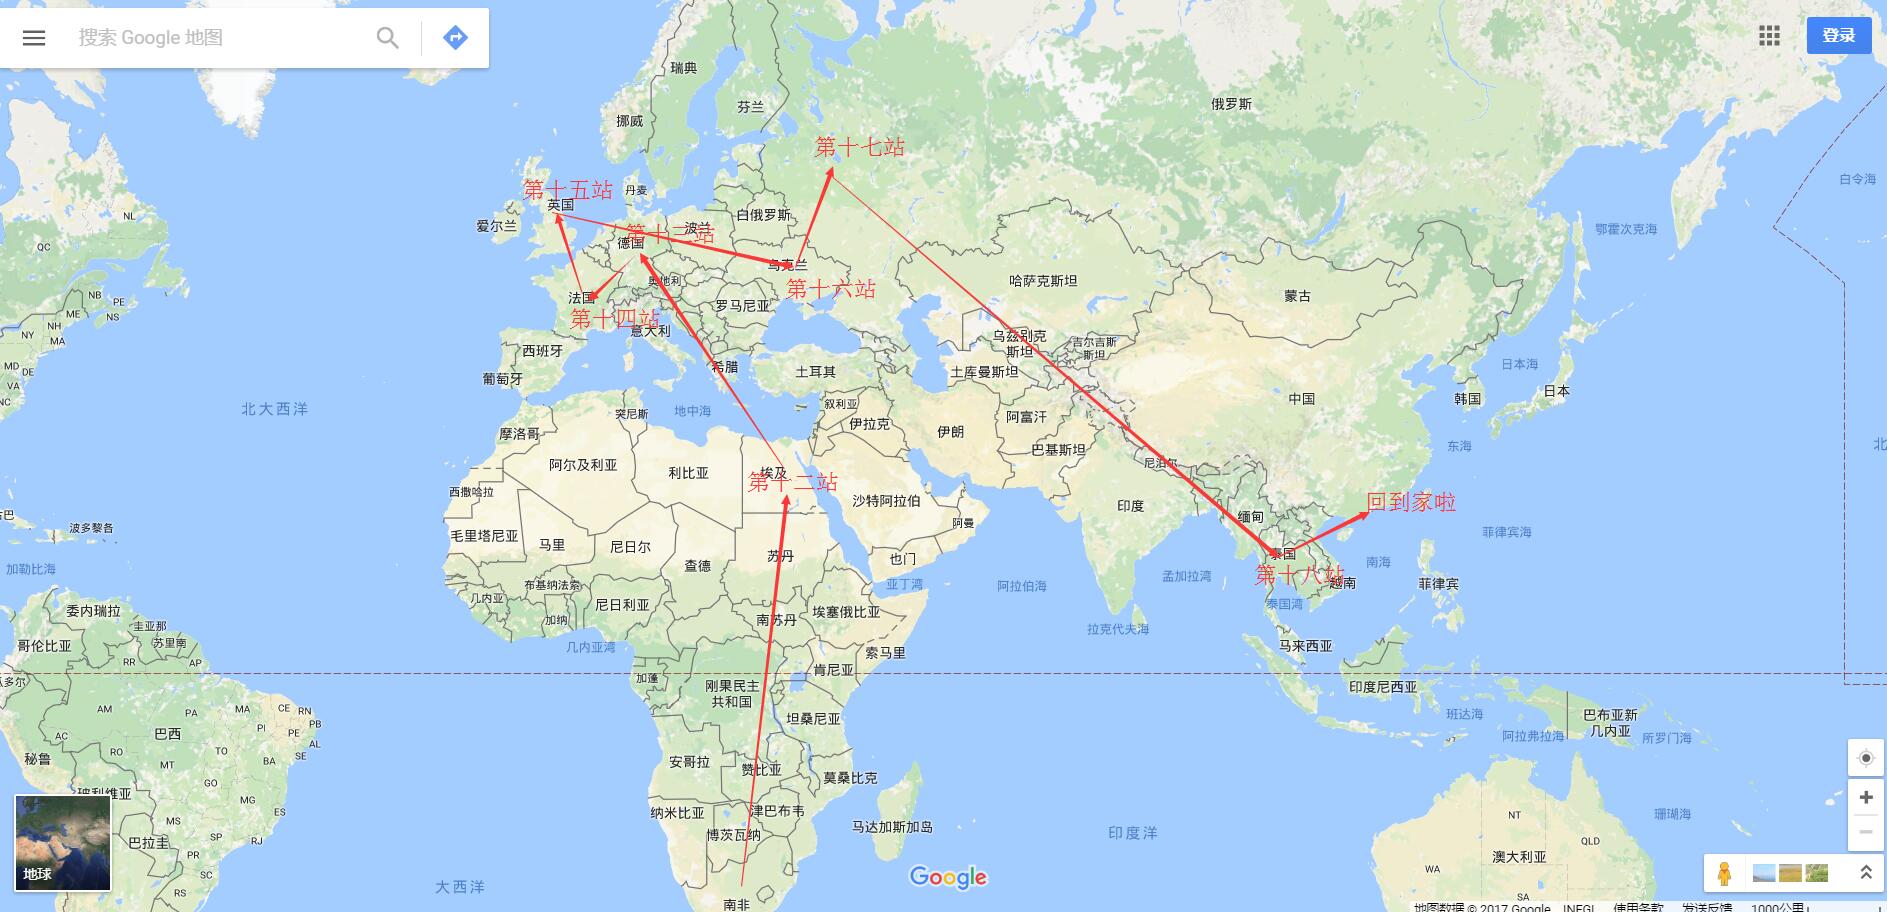 搜索 Google 地图
登录
瑞典
芬兰
挪威
俄罗斯
第十七站
第十五站
丹麦
英国
爱尔兰
白俄罗斯
波兰
第十三站
德国
白令海
鄂霍次克海
乌克兰
第十六站
奥地利
法国
第十四站
罗马尼亚
意大利
哈萨克斯坦
蒙古
NL
QC
NB
PE
ME
NS
NH
NY
MA
MD
DE
VA
NC
西班牙
葡萄牙
希腊
土耳其
乌兹别克
斯坦
吉尔吉斯
斯坦
土库曼斯坦
日本海
日本
韩国
中国
北大西洋
突尼斯
地中海
叙利亚
伊拉克
伊朗
阿富汗
巴基斯坦
摩洛哥
阿尔及利亚
利比亚
埃及
第十二站
尼泊尔
东海
北
西撒哈拉
沙特阿拉伯
阿曼
印度
缅甸
回到家啦
古巴
波多黎各
毛里塔尼亚
马里
尼日尔
查德
苏丹
也门
泰国
第十八站
越南
南海
菲律宾海
菲律宾
加勒比海
布基纳法索
几内亚
加纳
尼日利亚
几内亚湾
南苏丹
埃塞俄比亚
亚丁湾
阿拉伯海
孟加拉湾
泰国湾
拉克代夫海
委内瑞拉
圭亚那
苏里南
哥伦比亚
RR
AP
加蓬
刚果民主
共和国
肯尼亚
索马里
马来西亚
印度尼西亚
AM
PA
MA
CE
RN
PB
PI
PE
AL
SE
AC
RO
TO
BA
巴西
秘鲁
MT
GO
MG
ES
MS
SP
RJ
PR
SC
RS
玻利维亚
巴拉圭
坦桑尼亚
安哥拉
赞比亚
莫桑比克
班达海
阿拉弗拉海
巴布亚新
几内亚
所罗门海
纳米比亚
津巴布韦
博茨瓦纳
马达加斯加岛
印度洋
珊瑚海
NT
QLD
WA
澳大利亚
SA
大西洋
南非
地球
Google
地图数据 © 2017 Google
INEGI
使用条款
发送反馈
1000公里